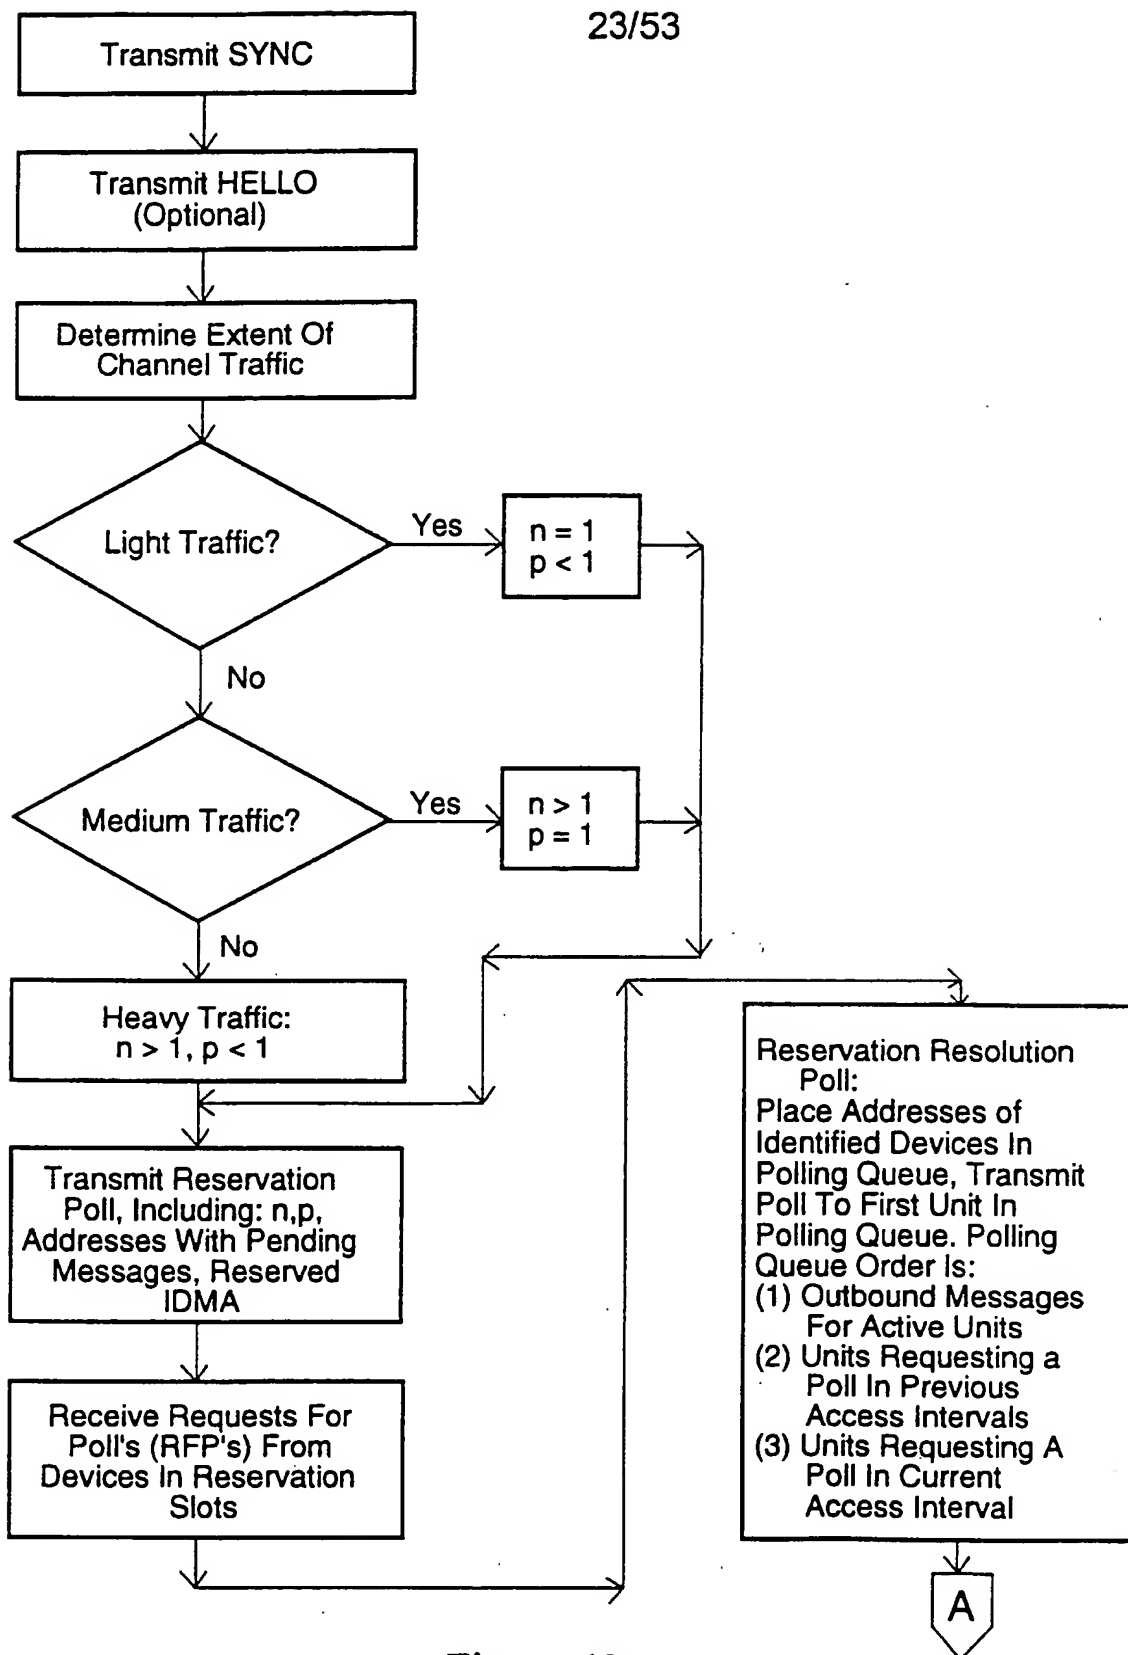 23/53
Transmit SYNC
Transmit HELLO
(Optional)
Determine Extent Of
Channel Traffic
Light Traffic?
Yes
n = 1
p < 1
No
Medium Traffic?
Yes
n > 1
p = 1
No
Heavy Traffic:
n > 1, p < 1
Transmit Reservation
Poll, Including: n,p,
Addresses With Pending
Messages, Reserved
IDMA
Receive Requests For
Poll's (RFP's) From
Devices In Reservation
Slots
Reservation Resolution
Poll:
Place Addresses of
Identified Devices In
Polling Queue, Transmit
Poll To First Unit In
Polling Queue. Polling
Queue Order Is:
(1) Outbound Messages
For Active Units
(2) Units Requesting a
Poll In Previous
Access Intervals
(3) Units Requesting A
Poll In Current
Access Interval
A